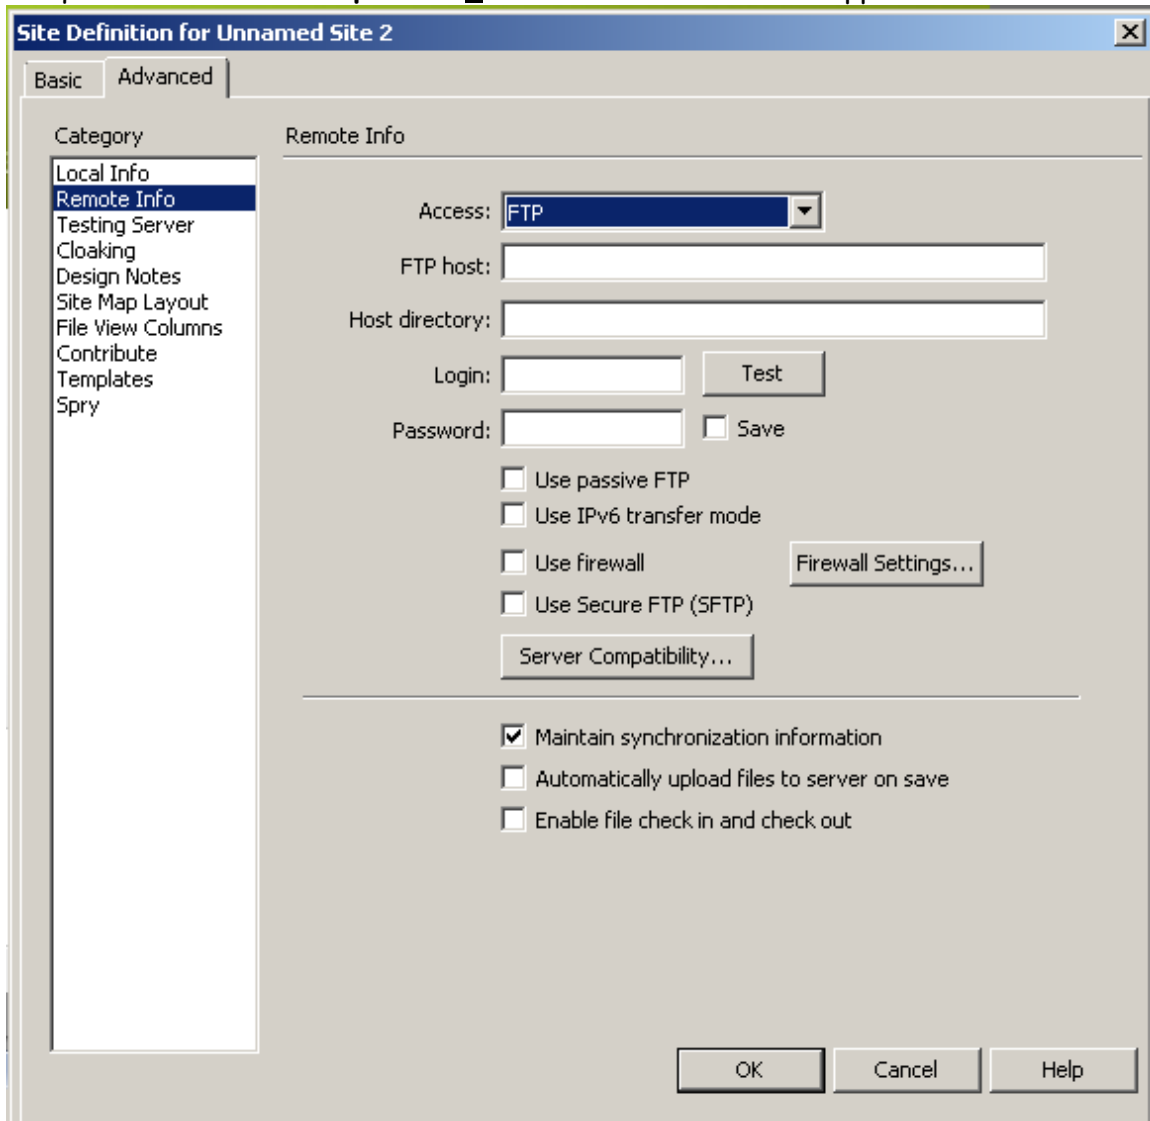 Site Definition for Unnamed Site 2
Basic Advanced
Category
Local Info
Remote Info
Testing Server
Cloaking
Design Notes
Site Map Layout
File View Columns
Contribute
Templates
Spry
Remote Info
Access: FTP
FTP host:
Host directory:
Login: Test
Password: Save
Use passive FTP
Use IPv6 transfer mode
Use firewall Firewall Settings...
Use Secure FTP (SFTP)
Server Compatibility...
Maintain synchronization information
Automatically upload files to server on save
Enable file check in and check out
OK Cancel Help